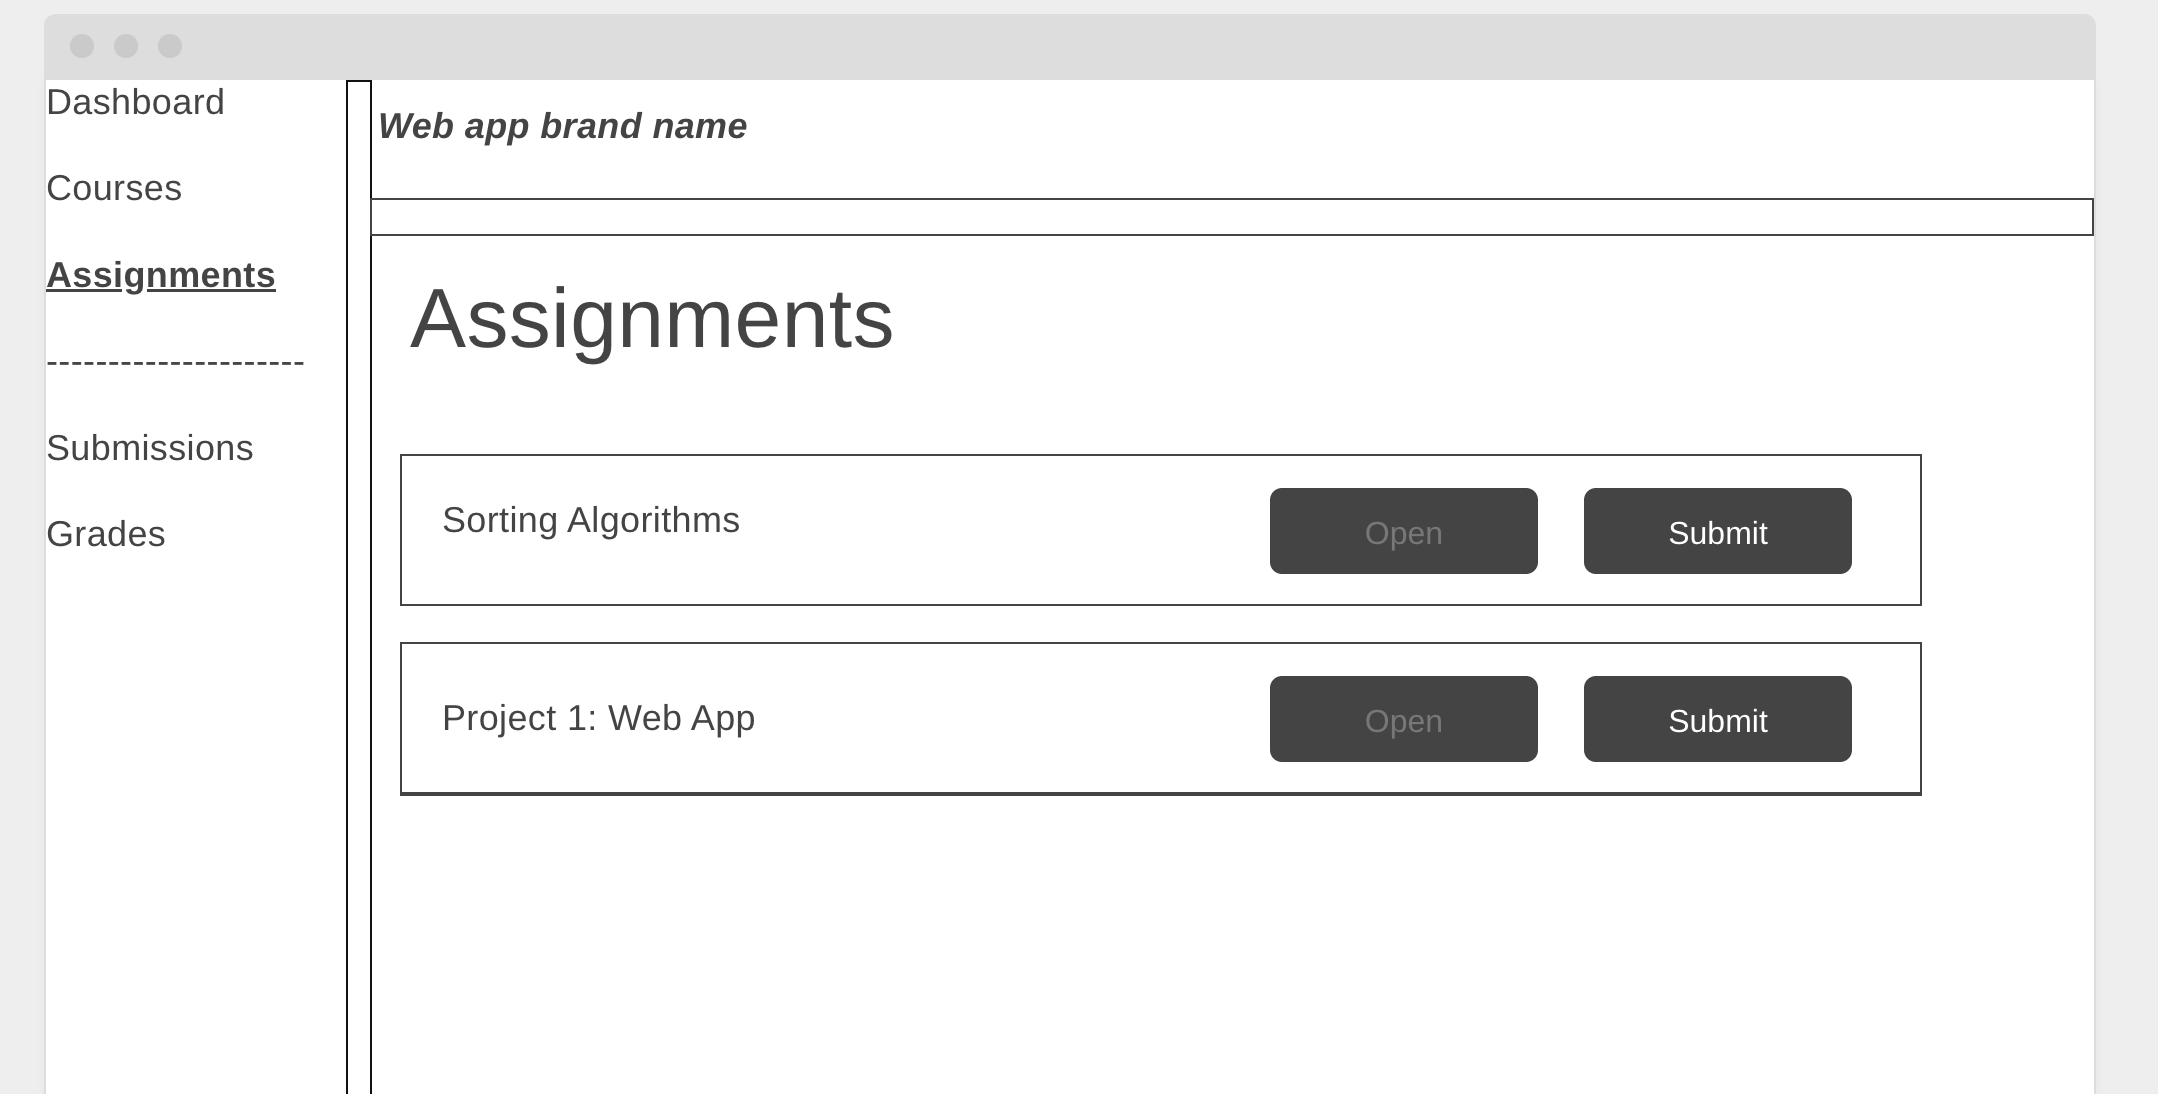 Dashboard
Courses
Assignments
---------------------
Submissions
Grades
Web app brand name
Assignments
Sorting Algorithms
Open
Submit
Project 1: Web App
Open
Submit